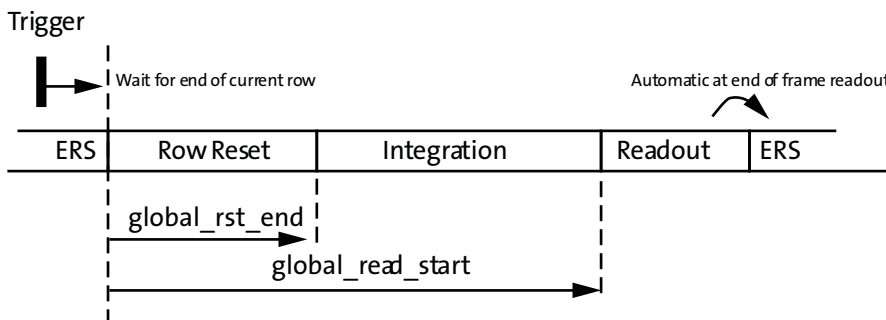 Trigger
Wait for end of current row
Automatic at end of frame readout
ERS Row Reset Integration Readout ERS
global_rst_end
global_read_start